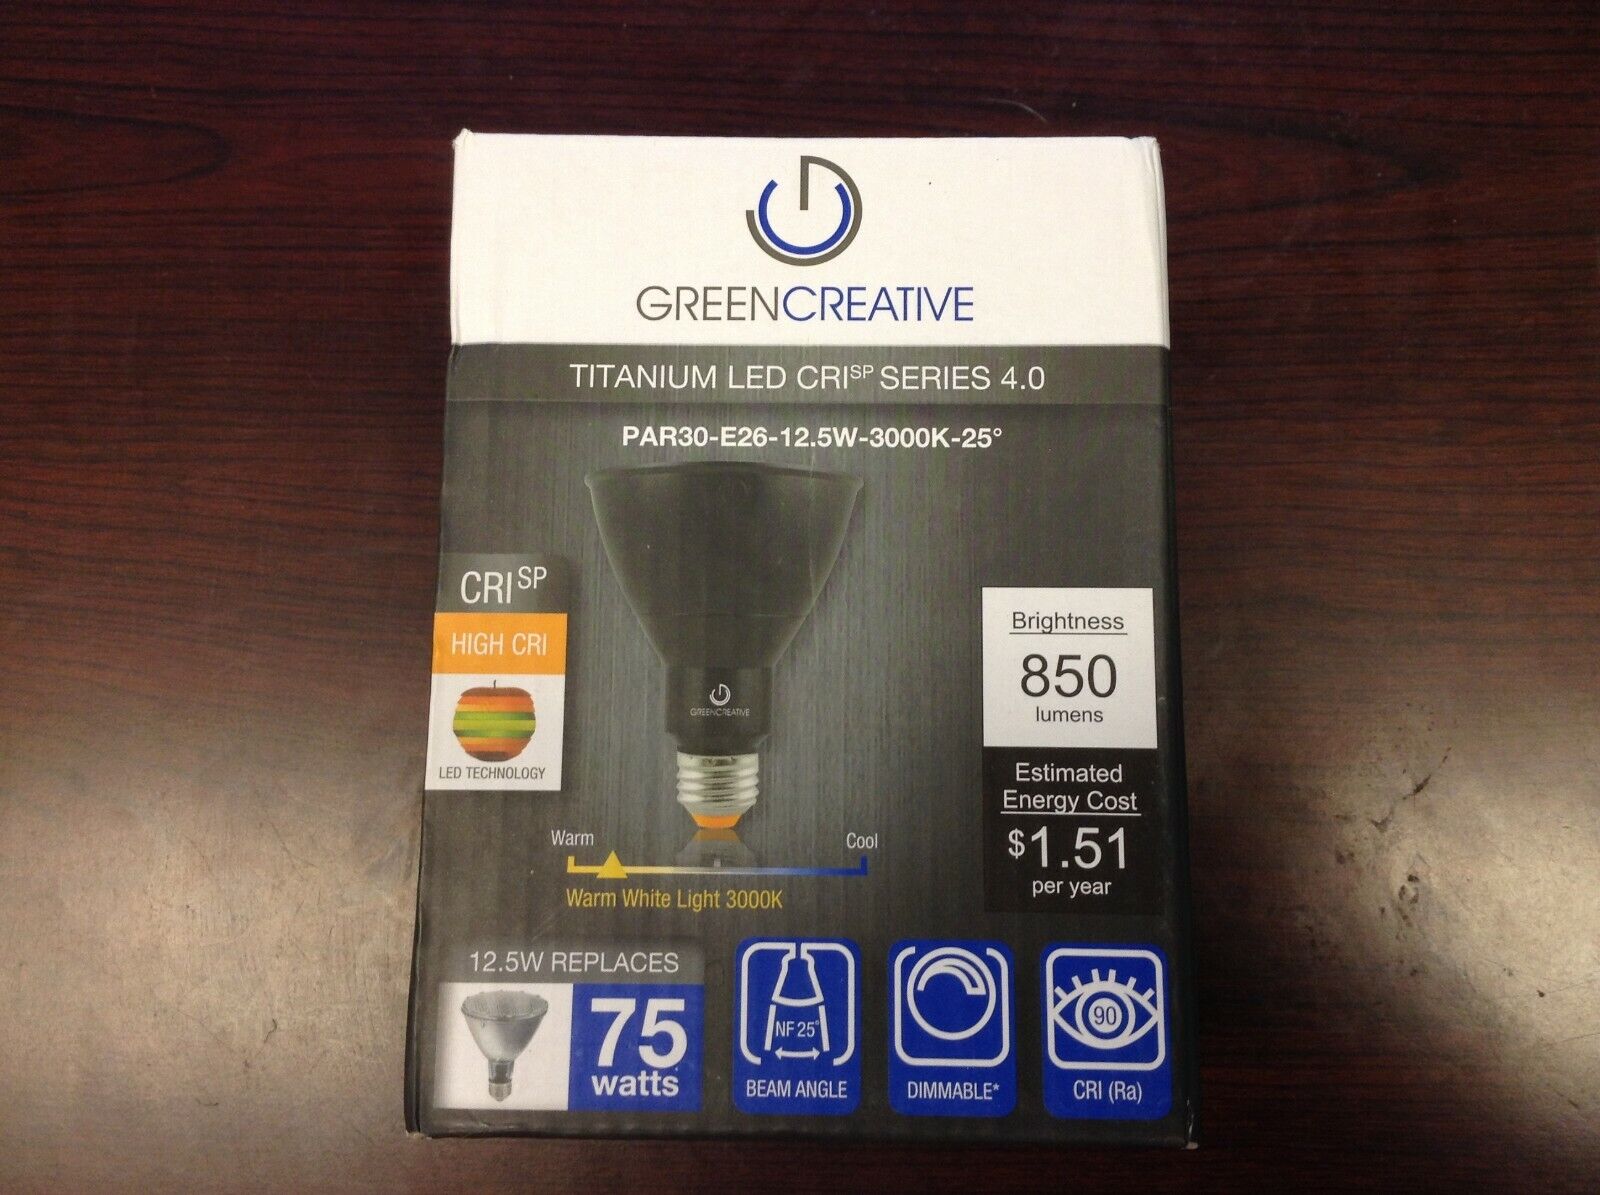 GREENCREATIVE
TITANIUM LED CRISP SERIES 4.0
PAR30-E26-12.5W-3000K-25°
CRISP
HIGH CRI
LED TECHNOLOGY
GREENCREATIVE
Brightness
850
lumens
Estimated
Energy Cost
$1.51
per year
Warm
Cool
Warm White Light 3000K
12.5W REPLACES
75
watts
NF 25°
BEAM ANGLE
DIMMABLE*
90
CRI (Ra)